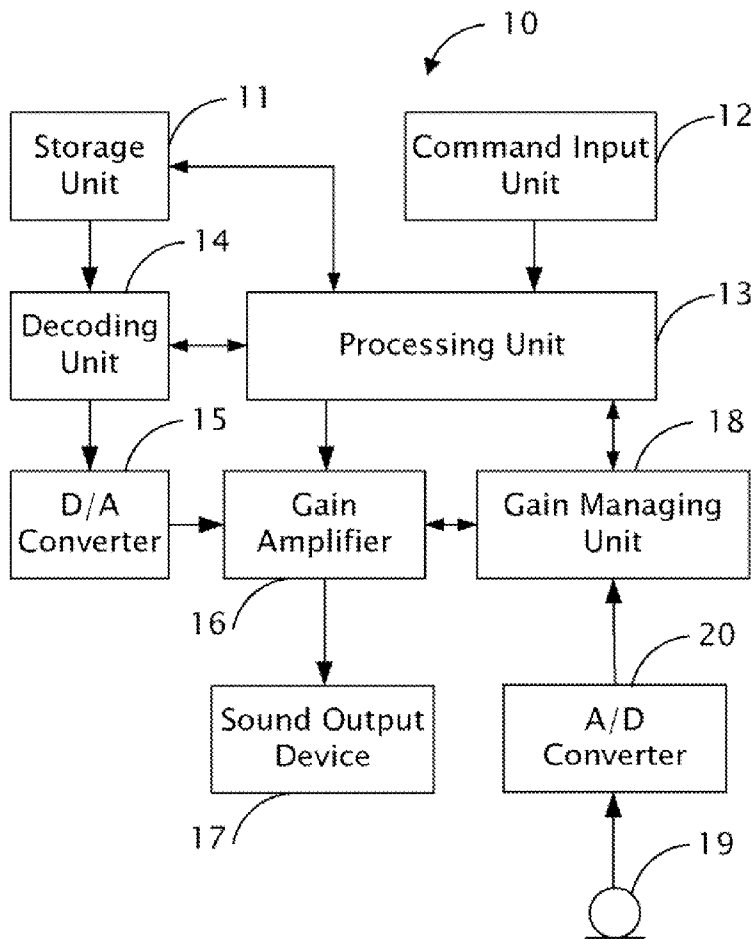 10
11
Storage
Unit
12
Command Input
Unit
14
Decoding
Unit
13
Processing Unit
15
D/A
Converter
Gain
Amplifier
16
18
Gain Managing
Unit
20
Sound Output
Device
17
A/D
Converter
19